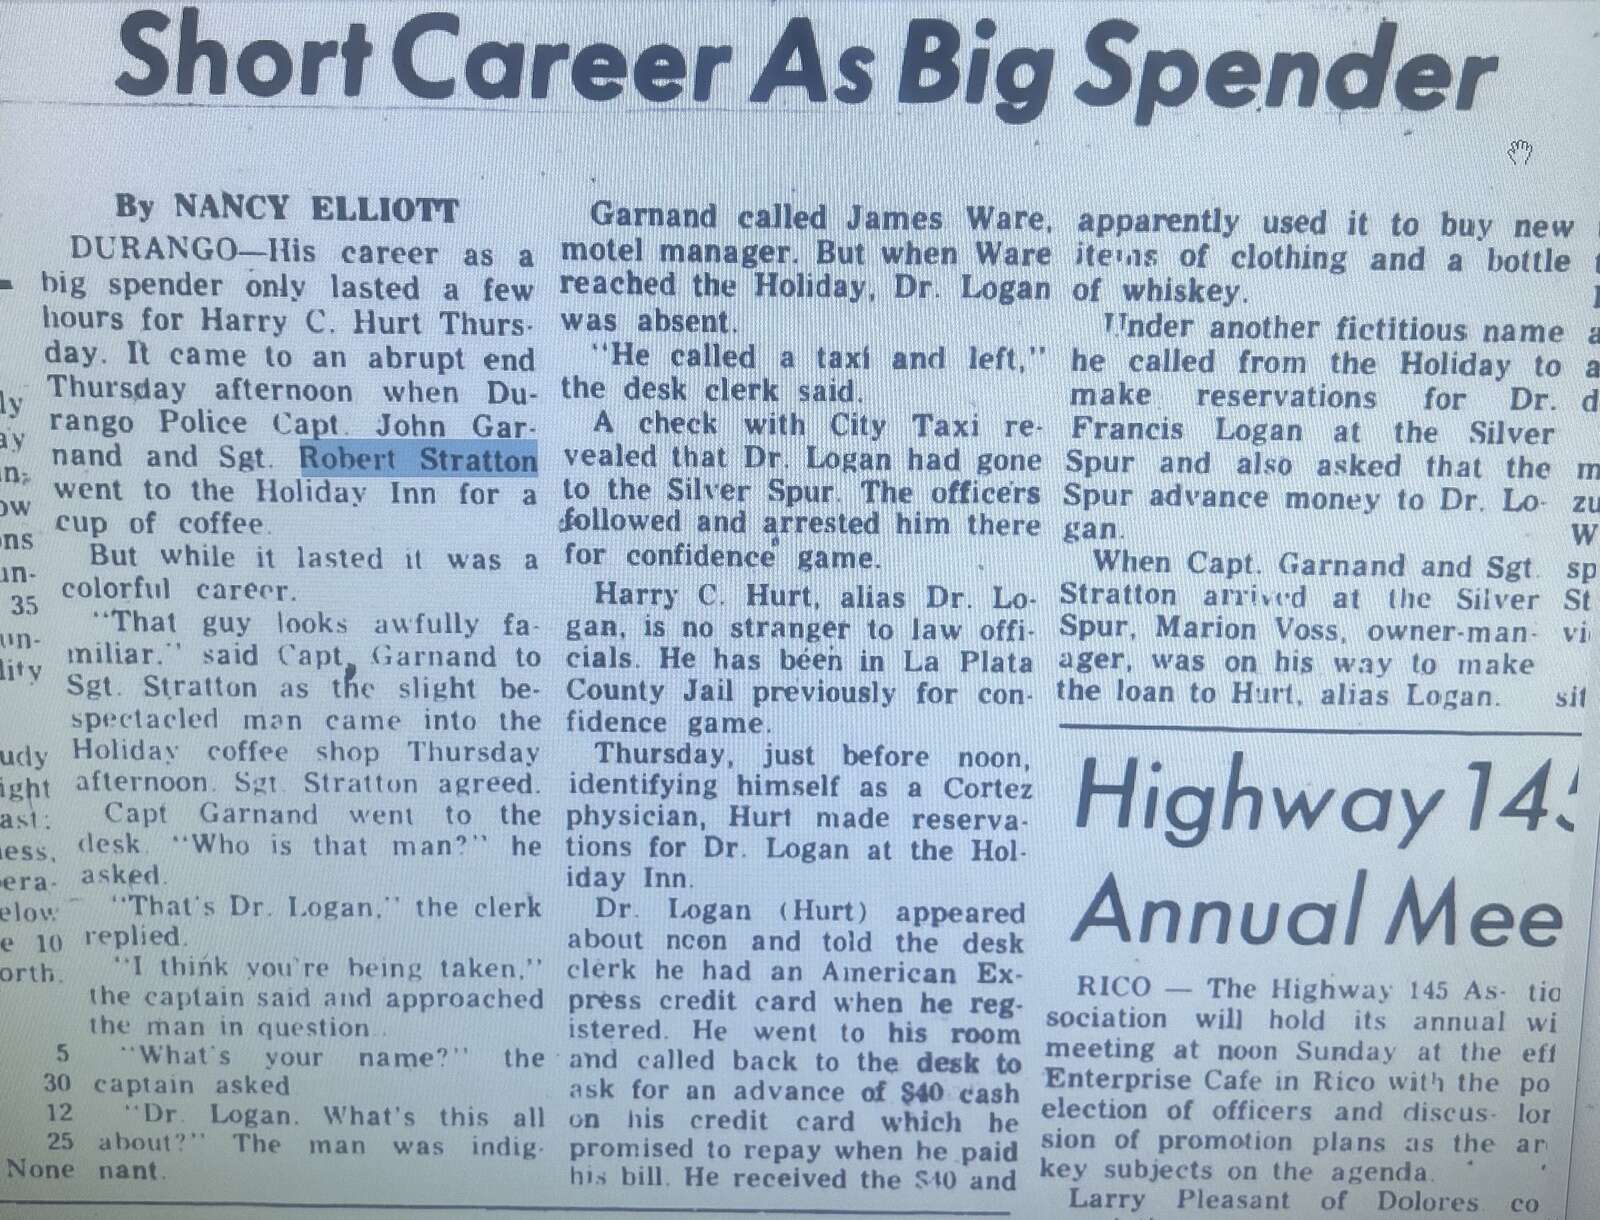 Short Career As Big Spender
By NANCY ELLIOTT
DURANGO—His career as a
big spender only lasted a few
hours for Harry C. Hurt Thurs-
day. It came to an abrupt end
Thursday afternoon when Du-
rango Police Capt. John Gar-
nand and Sgt. Robert Stratton
went to the Holiday Inn for a
cup of coffee.
But while it lasted it was a
colorful career.
"That guy looks awfully fa-
miliar." said Capt. Garnand to
Sgt. Stratton as the slight be-
spectacled man came into the
Holiday coffee shop Thursday
afternoon. Sgt. Stratton agreed.
Capt Garnand went to the
desk. "Who is that man?" he
asked.
"That's Dr. Logan," the clerk
replied.
"I think you're being taken,"
the captain said and approached
the man in question.
"What's your name?" the
captain asked
"Dr. Logan. What's this all
about?" The man was indig-
nant.
Garnand called James Ware,
motel manager. But when Ware
reached the Holiday, Dr. Logan
was absent.
"He called a taxi and left,"
the desk clerk said.
A check with City Taxi re-
vealed that Dr. Logan had gone
to the Silver Spur. The officers
followed and arrested him there
for confidence game.
Harry C. Hurt, alias Dr. Lo-
gan, is no stranger to law offi-
cials. He has been in La Plata
County Jail previously for con-
fidence game.
Thursday, just before noon,
identifying himself as a Cortez
physician, Hurt made reserva-
tions for Dr. Logan at the Hol-
iday Inn.
Dr. Logan (Hurt) appeared
about noon and told the desk
clerk he had an American Ex-
press credit card when he reg-
istered. He went to his room
and called back to the desk to
ask for an advance of $40 cash
on his credit card which he
promised to repay when he paid
his bill. He received the $40 and
apparently used it to buy new
items of clothing and a bottle
of whiskey.
Under another fictitious name
he called from the Holiday to
make reservations for Dr.
Francis Logan at the Silver
Spur and also asked that the
Spur advance money to Dr. Lo-
gan.
When Capt. Garnand and Sgt.
Stratton arrived at the Silver
Spur, Marion Voss, owner-man-
ager, was on his way to make
the loan to Hurt, alias Logan.
Highway 145
Annual Mee
RICO — The Highway 145 As-
sociation will hold its annual
meeting at noon Sunday at the
Enterprise Cafe in Rico with the
election of officers and discus-
sion of promotion plans as the
key subjects on the agenda.
Larry Pleasant of Dolores
35
5
30
12
25
None